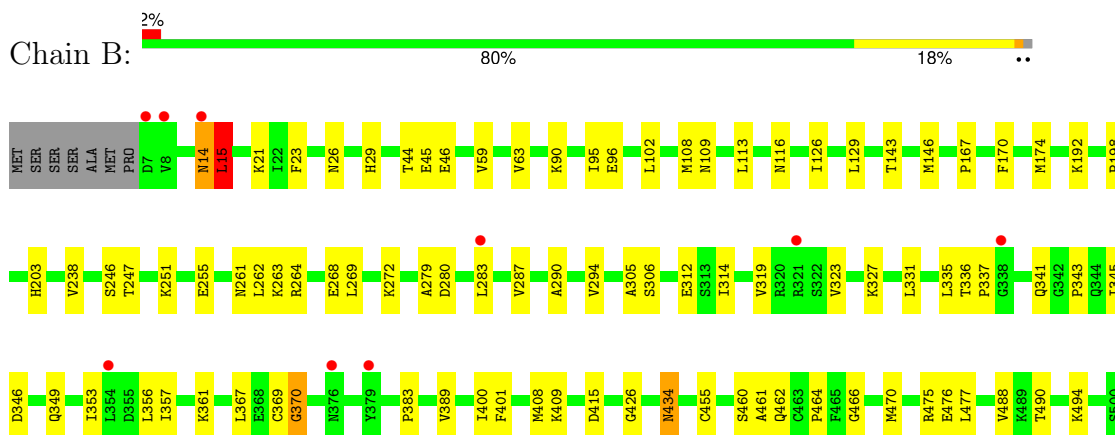 2%
Chain B:
80% 18% ••
MET SER SER SER ALA MET PRO D7 V8 N14 L15 K21 I22 F23 N26 H29 T44 E45 E46 V59 V63 K90 I95 E96 L102 M108 N109 L113 N116 I126 L129 T143 M146 P167 F170 M174 K192
H203 V238 S246 T247 K251 E255 N261 L262 K263 R264 E268 L269 K272 A279 D280 L283 V287 A290 V294 A305 S306 E312 S313 I314 V319 R320 R321 S322 V323 K327 L331 L335 T336 P337 G338 Q341 G342 P343 Q344
D346 Q349 I353 L354 D355 L356 I357 K361 L367 E368 C369 G370 N376 Y379 P383 V389 I400 F401 M408 K409 D415 G426 N434 C455 S460 A461 Q462 C463 P464 F465 G466 M470 R475 E476 L477 V488 K489 T490 K494